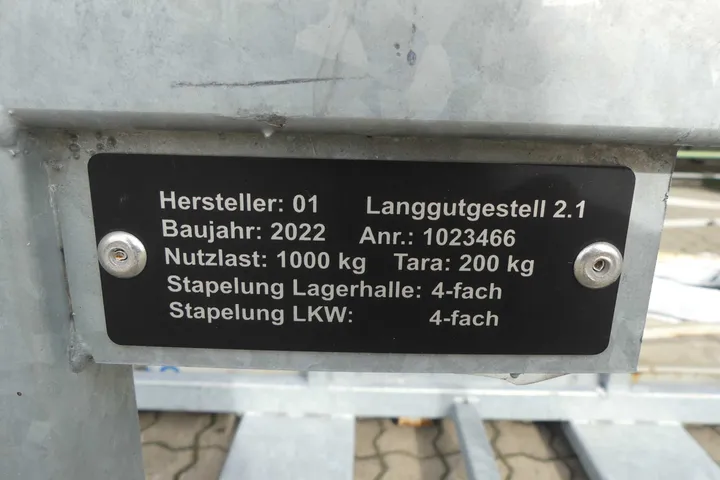 Hersteller: 01 Langgutgestell 2.1
Baujahr: 2022 Anr.: 1023466
Nutzlast: 1000 kg Tara: 200 kg
Stapelung Lagerhalle: 4-fach
Stapelung LKW: 4-fach